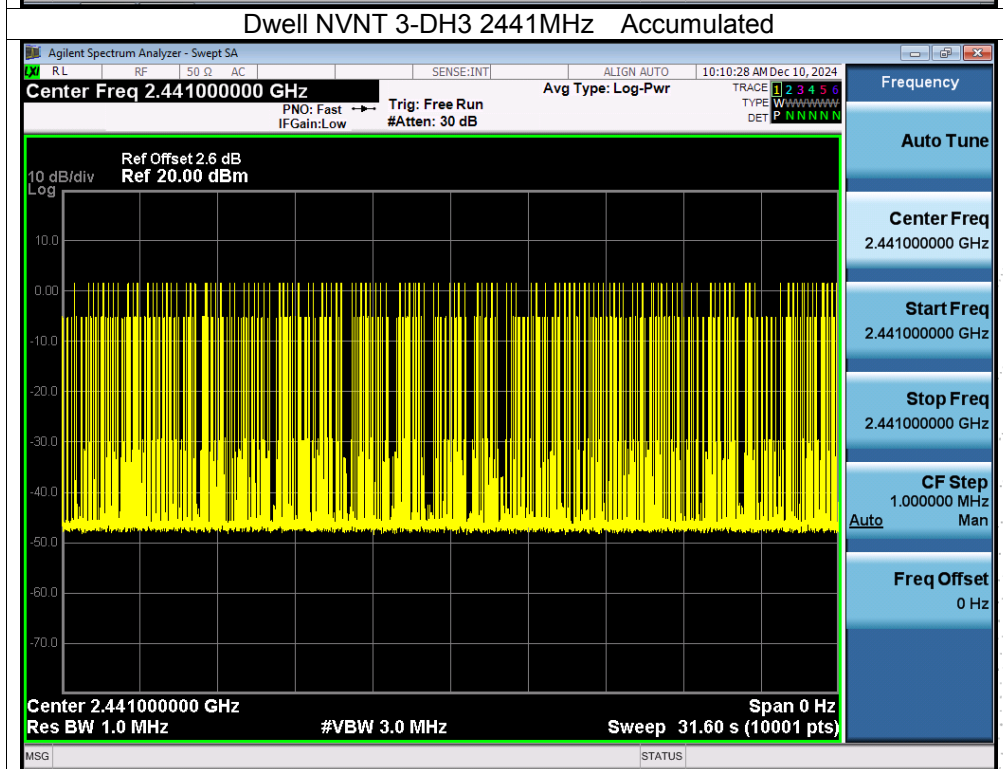 Dwell NVNT 3-DH3 2441MHz Accumulated
Agilent Spectrum Analyzer - Swept SA
LXI RL RF 50 Ω AC SENSE:INT ALIGN AUTO 10:10:28 AM Dec 10, 2024
Center Freq 2.441000000 GHz
PNO: Fast
IFGain:Low
Trig: Free Run
#Atten: 30 dB
Avg Type: Log-Pwr
TRACE 1 2 3 4 5 6
TYPE WWWWWWW
DET P N N N N N
Ref Offset 2.6 dB
10 dB/div Ref 20.00 dBm
Log
10.0
0.00
-10.0
-20.0
-30.0
-40.0
-50.0
-60.0
-70.0
Center 2.441000000 GHz Span 0 Hz
Res BW 1.0 MHz #VBW 3.0 MHz Sweep 31.60 s (10001 pts)
MSG STATUS
Frequency
Auto Tune
Center Freq
2.441000000 GHz
Start Freq
2.441000000 GHz
Stop Freq
2.441000000 GHz
CF Step
1.000000 MHz
Auto Man
Freq Offset
0 Hz